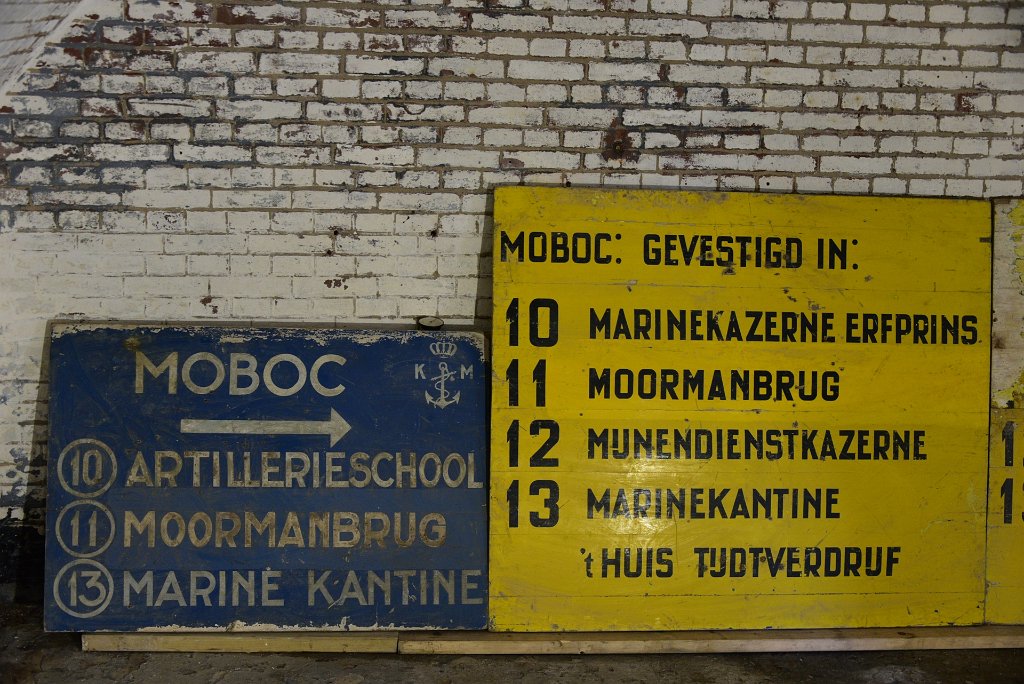 MOBOC
K M
10 ARTILLERIESCHOOL
11 MOORMANBRUG
13 MARINE KANTINE
MOBOC: GEVESTIGD IN:
10 MARINEKAZERNE ERFPRINS
11 MOORMANBRUG
12 MIJNENDIENSTKAZERNE
13 MARINEKANTINE
't HUIS TIJDTVERDRIJF